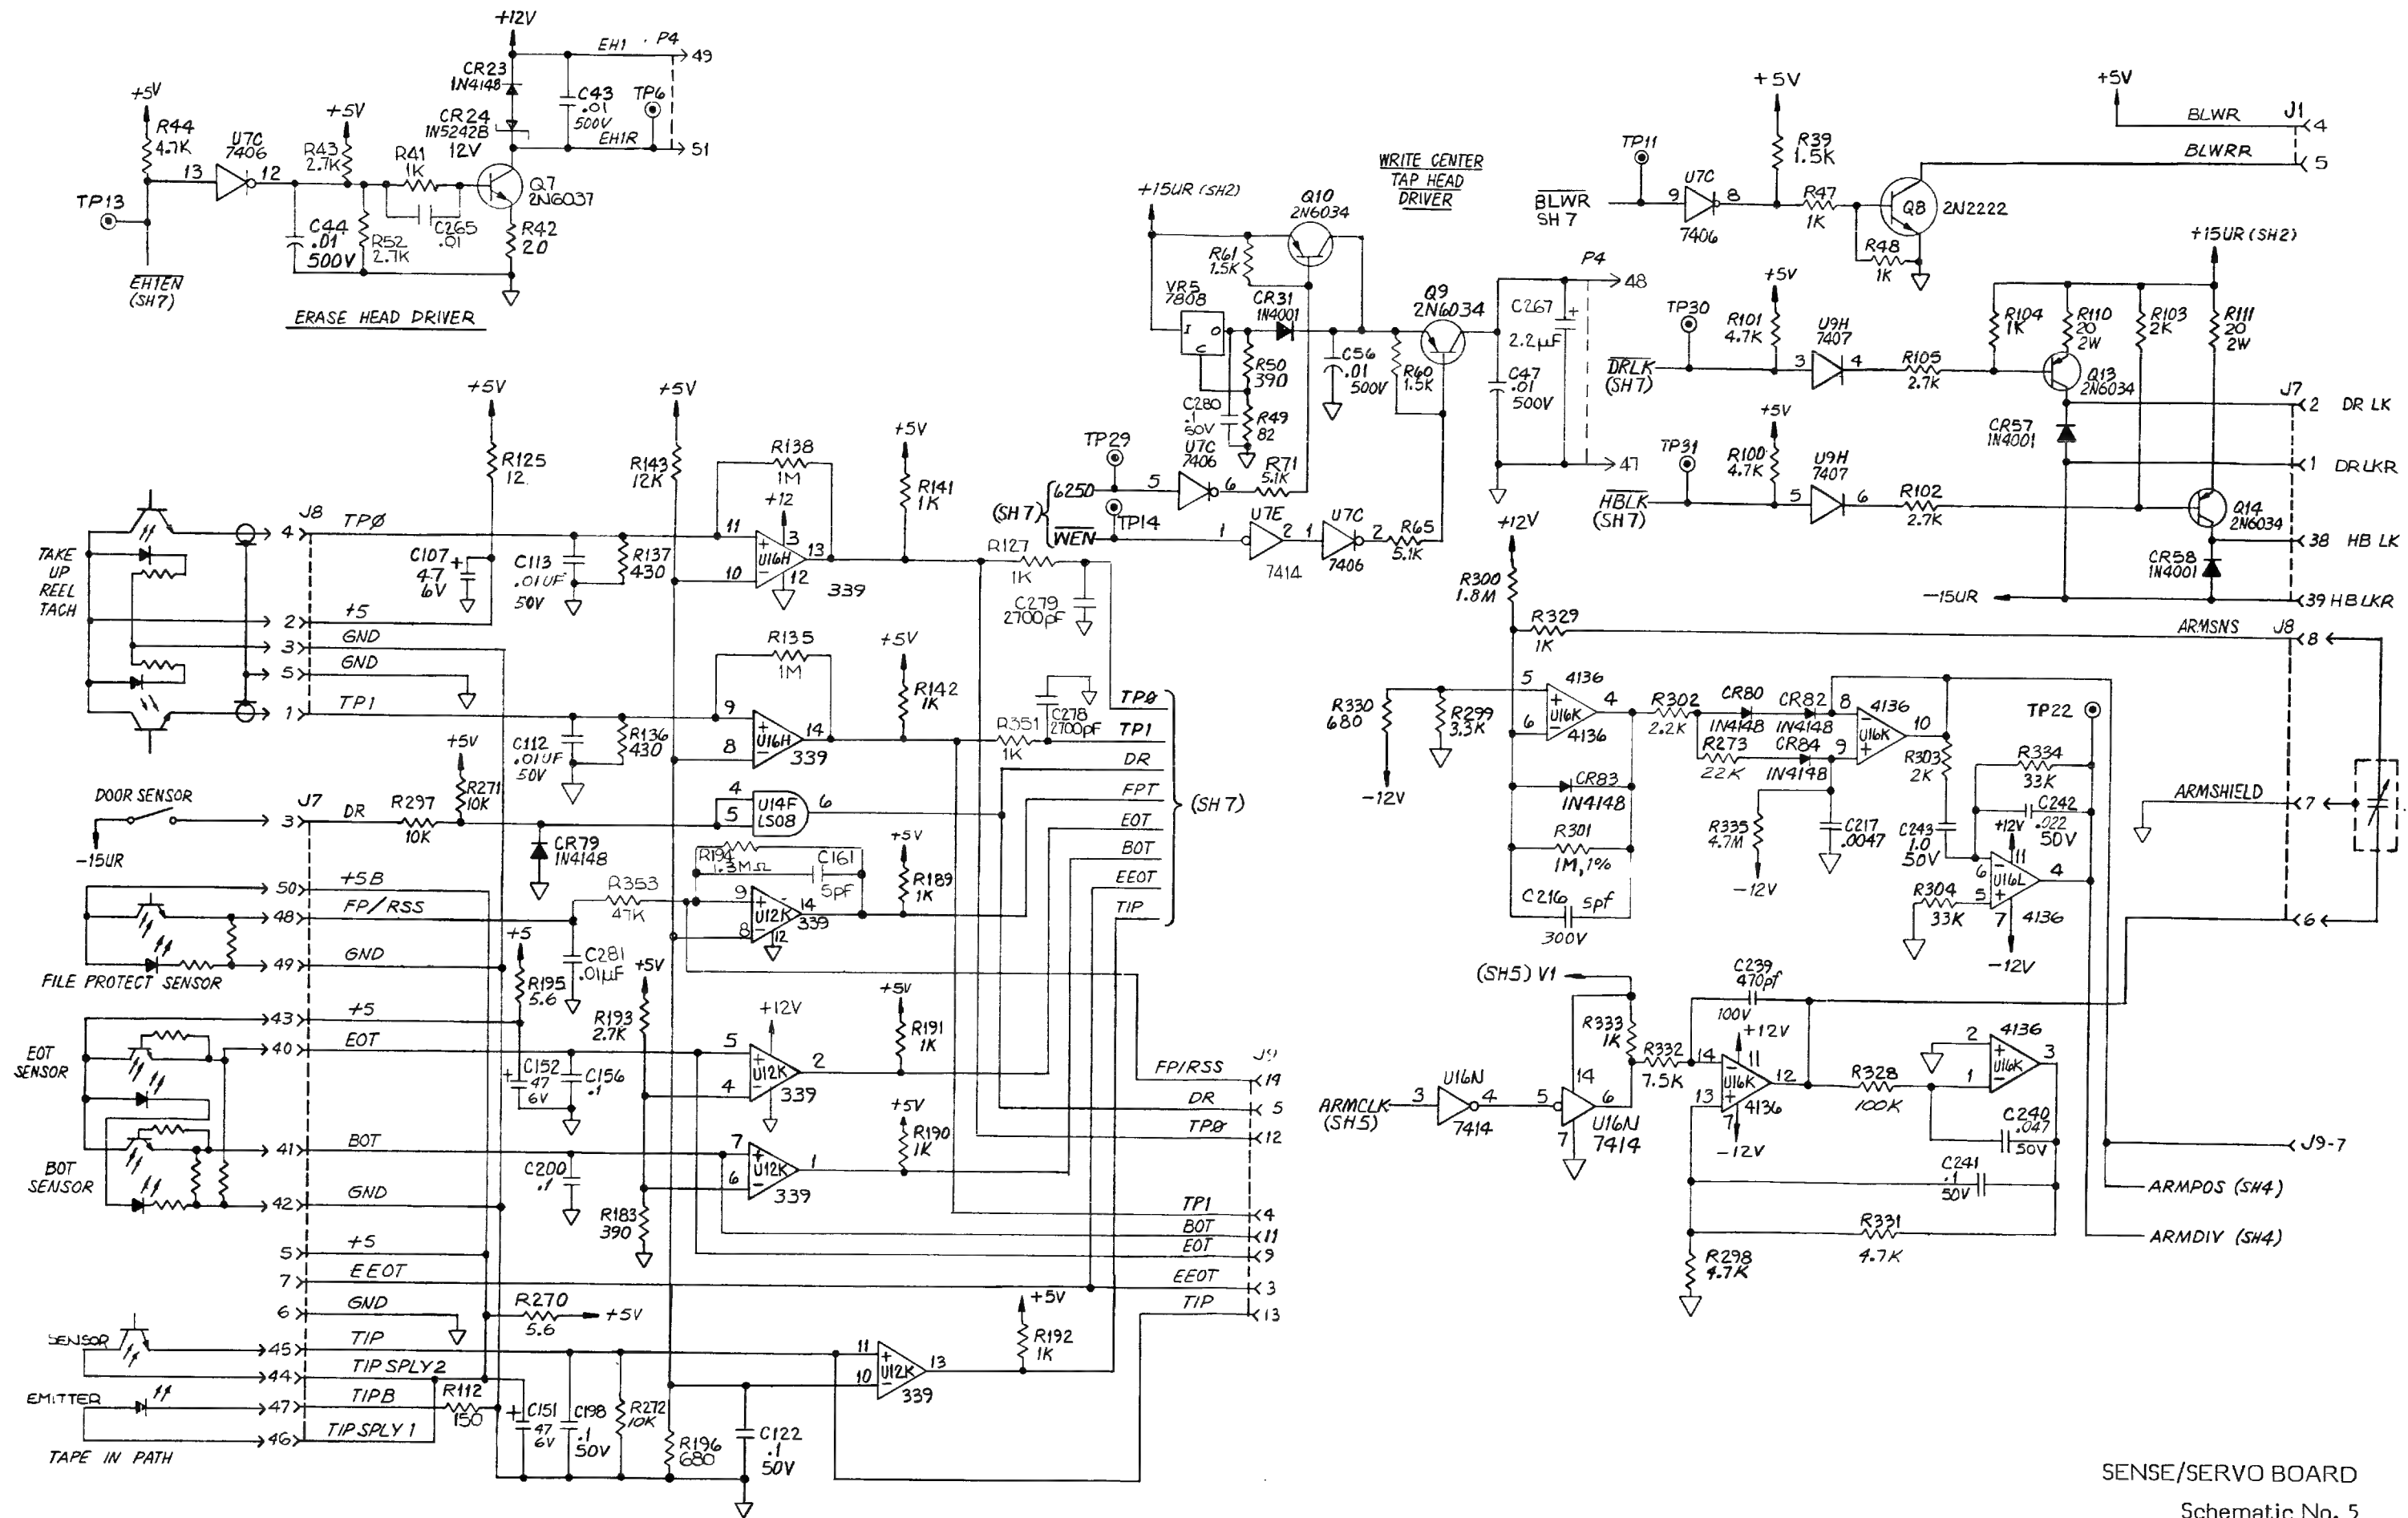 +12V
EH1
P4
49
CR23
1N4148
C43
.01
500V
TP6
CR24
1N5242B
12V
EH1R
51
+5V
R44
4.7K
U7C
7406
13
12
+5V
R43
2.7K
R41
1K
Q7
2N6037
TP13
C44
.01
500V
R52
2.7K
C265
.01
R42
20
EH1EN
(SH7)
ERASE HEAD DRIVER
WRITE CENTER
TAP HEAD
DRIVER
+15UR (SH2)
Q10
2N6034
R61
1.5K
VR5
7808
I
O
C
CR31
1N4001
Q9
2N6034
R50
390
C56
.01
500V
R60
1.5K
C47
.01
500V
C267
+
2.2µF
P4
48
47
C280
.1
50V
R49
82
U7C
7406
TP29
R71
5.1K
(SH 7)
6250
5
6
TP14
WEN
1
U7E
2
7414
1
U7C
2
7406
R65
5.1K
+5V
TP11
R39
1.5K
BLWR
SH 7
9
U7C
8
7406
R47
1K
Q8
2N2222
R48
1K
+5V
BLWR
J1
4
BLWRR
5
+15UR (SH2)
TP30
+5V
R101
4.7K
U9H
7407
DRLK
(SH7)
3
4
R105
2.7K
R104
1K
R110
20
2W
R103
2K
R111
20
2W
Q13
2N6034
J7
2 DR LK
CR57
1N4001
1 DRLKR
TP31
+5V
R100
4.7K
U9H
7407
HBLK
(SH7)
5
6
R102
2.7K
Q14
2N6034
38 HB LK
CR58
1N4001
-15UR
39 HBLKR
+5V
R125
12
+5V
R143
12K
R138
1M
+5V
R141
1K
J8
4
TPØ
TAKE
UP
REEL
TACH
C107
+
47
6V
C113
.01UF
50V
R137
430
11
+12
3
+
U16H
-
10
12
13
339
R127
1K
C279
2700pF
2
+5
3
GND
5
GND
1
TP1
R135
1M
+5V
R142
1K
C112
.01UF
50V
R136
430
9
+
U16H
-
8
14
339
R351
1K
C278
2700pF
TPØ
TP1
DR
FPT
EOT
BOT
EEOT
TIP
(SH 7)
+5V
R271
10K
DOOR SENSOR
-15UR
J7
3
DR
R297
10K
CR79
1N4148
4
5
U14F
LS08
6
R194
1.3MΩ
C161
5pF
+5V
R189
1K
50
+5B
48
FP/RSS
R353
47K
9
+
U12K
-
8
12
14
339
49
GND
FILE PROTECT SENSOR
C281
.01µF
+5
R195
5.6
+5V
R193
2.7K
43
+5
EOT
SENSOR
40
EOT
C152
+
47
6V
C156
.1
5
+12V
+
U12K
-
4
2
339
+5V
R191
1K
BOT
SENSOR
41
BOT
C200
.1
7
+
U12K
-
6
1
339
+5V
R190
1K
42
GND
R183
390
5
+5
7
EEOT
6
GND
R270
5.6
+5V
SENSOR
45
TIP
44
TIP SPLY 2
EMITTER
47
TIPB
R112
150
46
TIP SPLY 1
TAPE IN PATH
C151
+
47
6V
C198
.1
50V
R272
10K
R196
680
C122
.1
50V
11
+
U12K
-
10
13
339
+5V
R192
1K
J9
FP/RSS
14
DR
5
TPØ
12
TP1
4
BOT
11
EOT
9
EEOT
3
TIP
13
+12V
R300
1.8M
R329
1K
ARMSNS
J8
8
R330
680
-12V
R299
3.3K
5
4136
+
U16K
-
6
4
4136
R302
2.2K
CR80
1N4148
CR82
1N4148
R273
22K
CR84
1N4148
8
4136
-
U16K
+
9
10
R303
2K
TP22
R334
33K
CR83
1N4148
R301
1M, 1%
C216
5pf
300V
R335
4.7M
-12V
C217
.0047
C243
1.0
50V
C242
.022
50V
+12V
11
6
-
U16L
+
5
4
7
4136
R304
33K
-12V
ARMSHIELD
7
6
(SH5) V1
R333
1K
C239
470pf
100V
ARMCLK
(SH5)
3
U16N
4
7414
5
14
6
7
U16N
7414
R332
7.5K
14
+12V
11
-
U16K
+
13
12
7
4136
-12V
R328
100K
2
4136
+
U16K
-
1
3
C240
.047
50V
C241
.1
50V
R331
4.7K
R298
4.7K
J9-7
ARMPOS (SH4)
ARMDIV (SH4)
SENSE/SERVO BOARD
Schematic No. 5